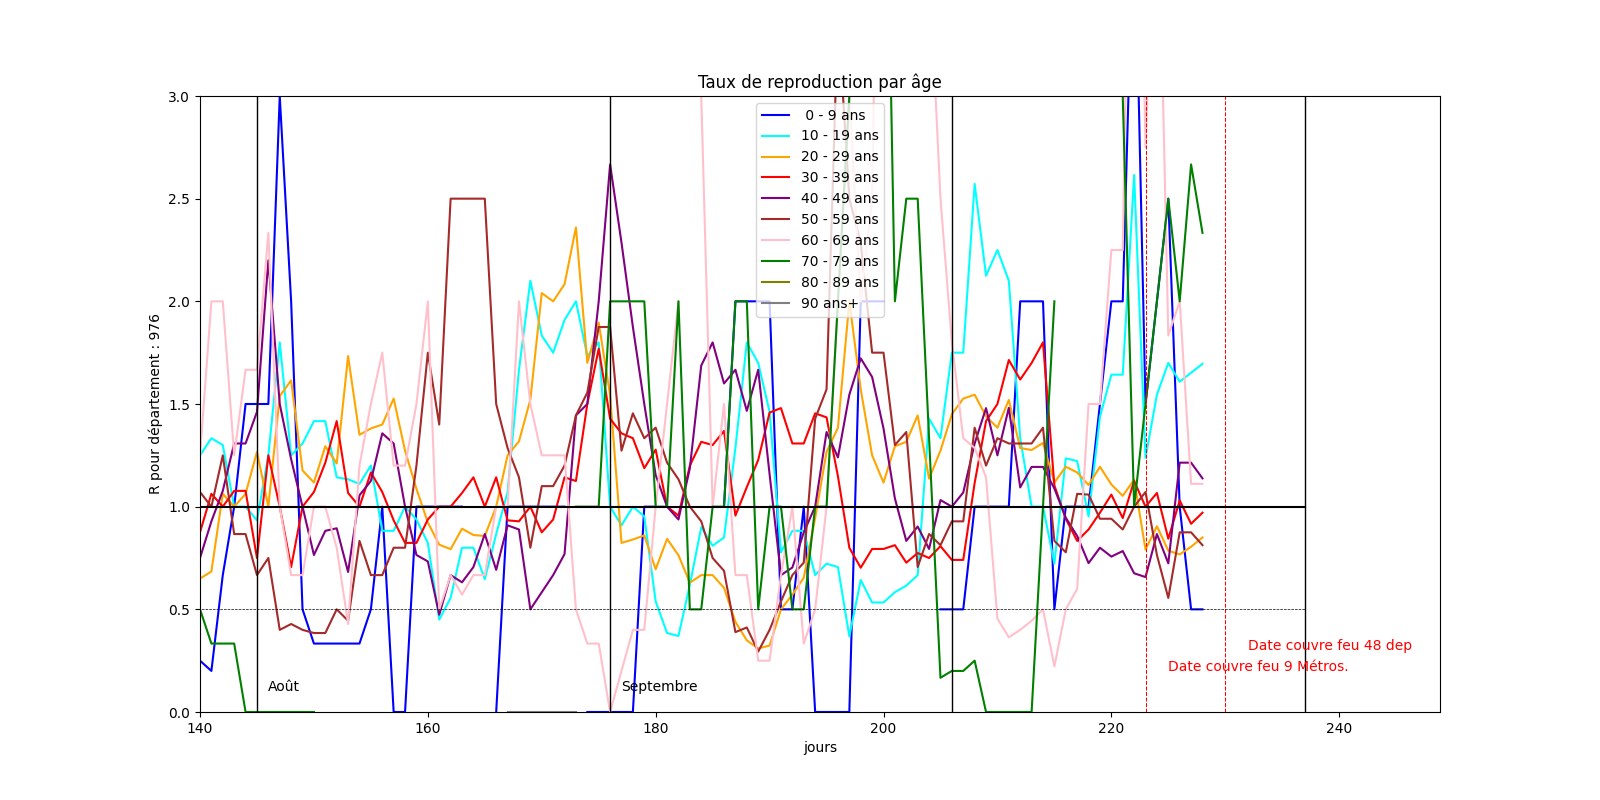 Taux de reproduction par âge
R pour département : 976
3.0
2.5
2.0
1.5
1.0
0.5
0.0
0 - 9 ans
10 - 19 ans
20 - 29 ans
30 - 39 ans
40 - 49 ans
50 - 59 ans
60 - 69 ans
70 - 79 ans
80 - 89 ans
90 ans+
Date couvre feu 48 dep
Date couvre feu 9 Métros.
Août
Septembre
140
160
180
200
220
240
jours